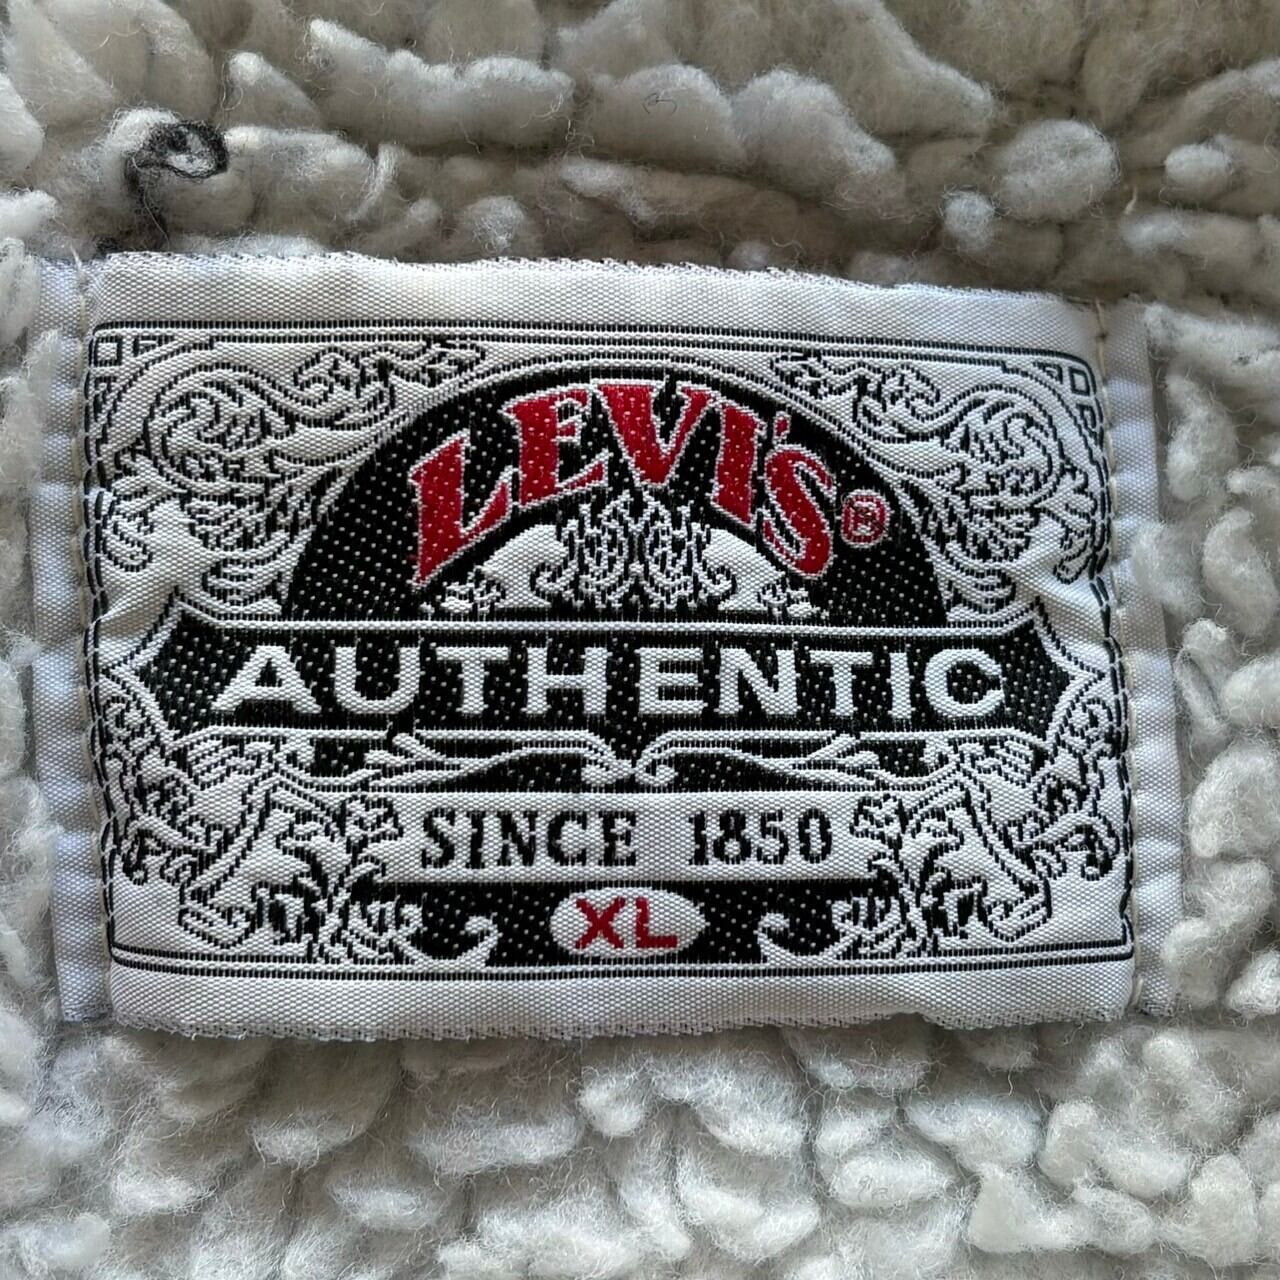 LEVI'S®
AUTHENTIC
SINCE 1850
XL